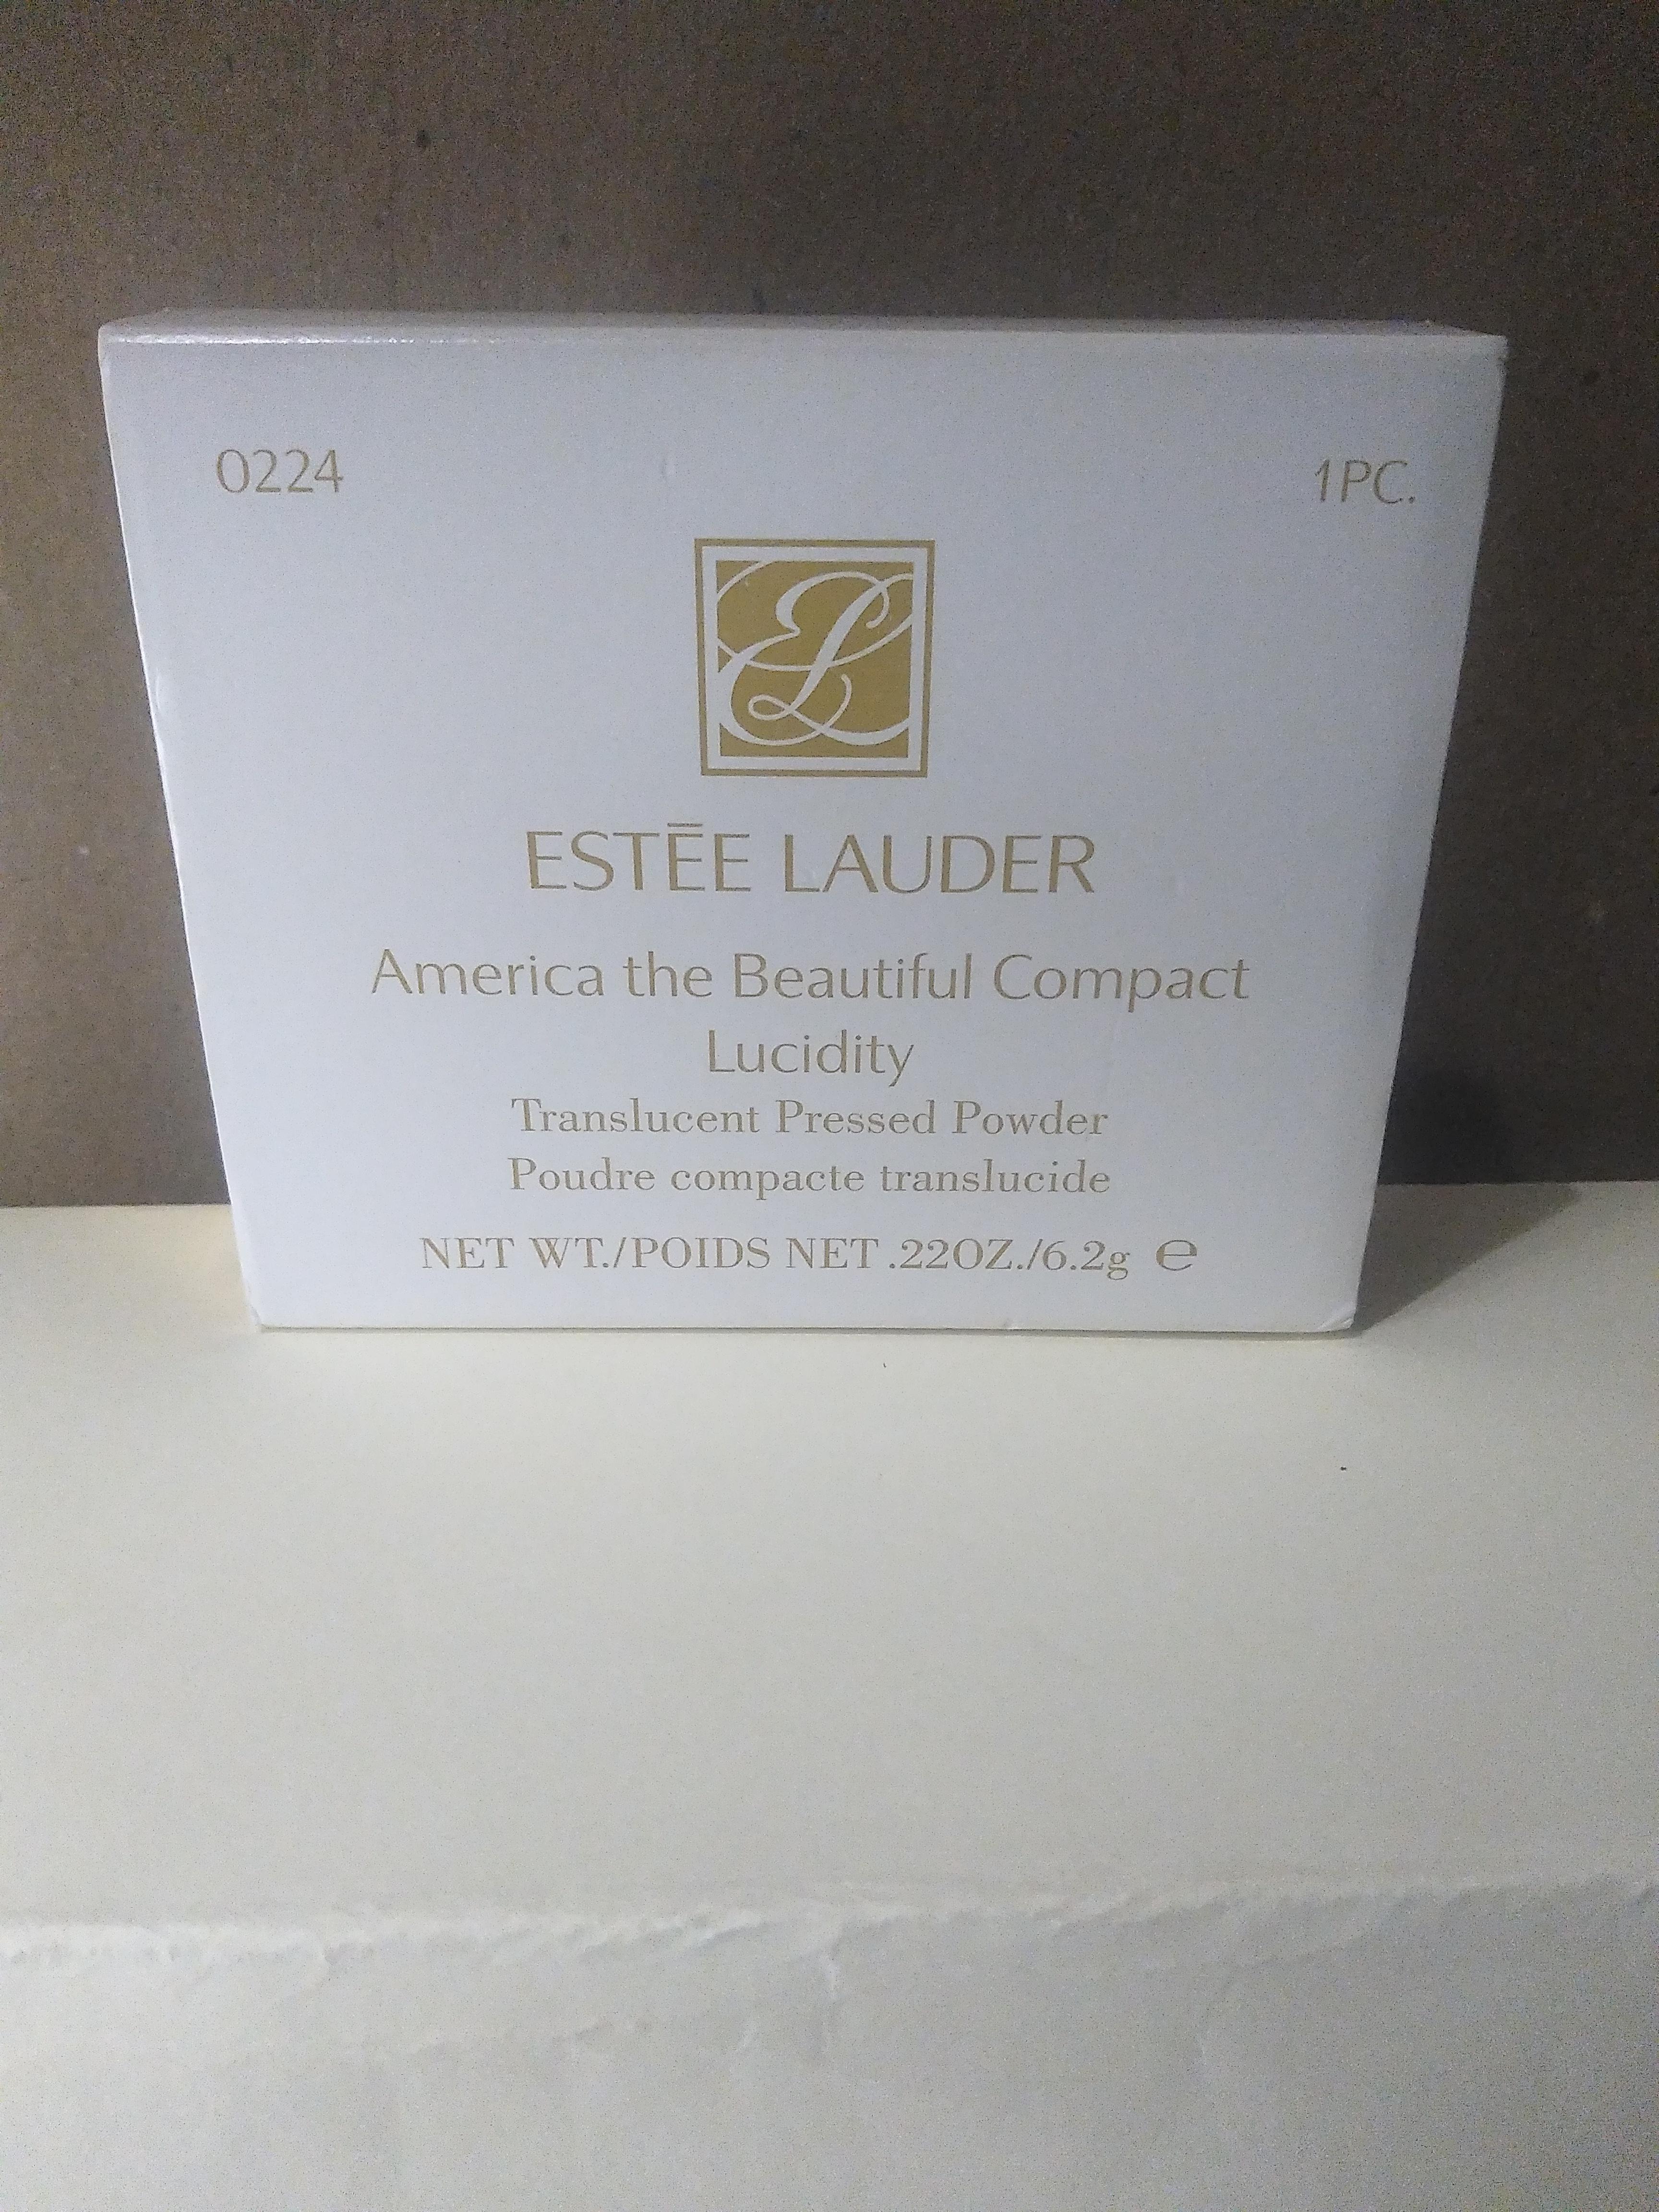 0224 1PC.
EL
ESTĒE LAUDER
America the Beautiful Compact
Lucidity
Translucent Pressed Powder
Poudre compacte translucide
NET WT./POIDS NET .22OZ./6.2g ℮